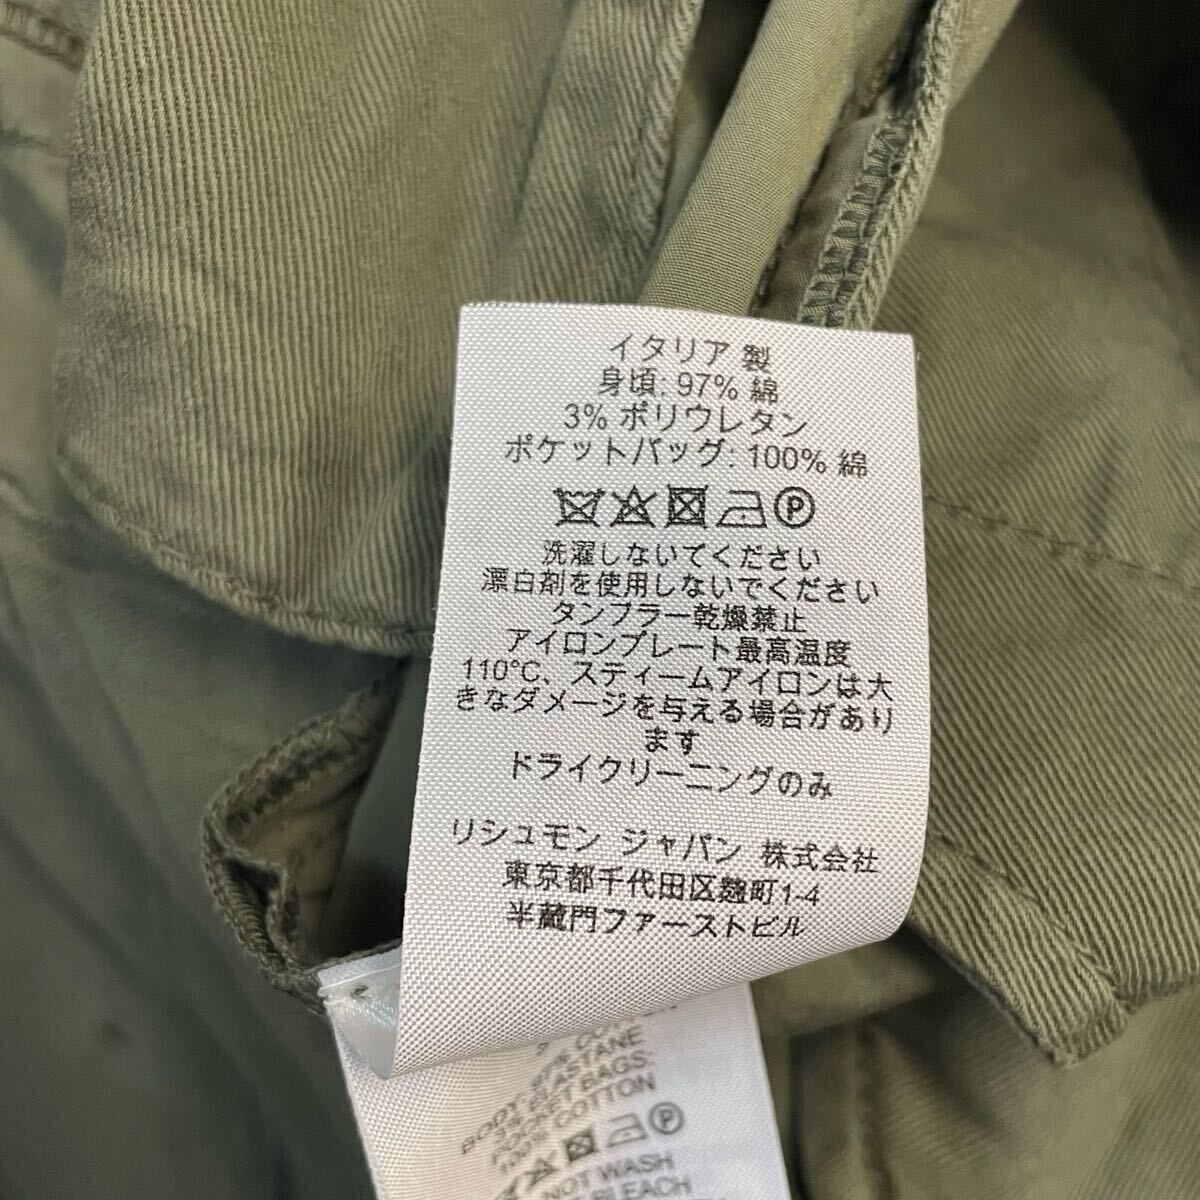 イタリア 製
身頃: 97% 綿
3% ポリウレタン
ポケットバッグ: 100% 綿
P
洗濯しないてください
漂白剤を使用しないでください
タンブラー乾燥禁止
アイロンプレート最高温度
110°C、スティームアイロンは大
きなダメージを与える場合があり
ます
ドライクリーニングのみ
リシュモン ジャパン 株式会社
東京都千代田区麹町1-4
半蔵門ファーストビル
3% ELASTANE
POCKET BAGS:
100% COTTON
P
NOT WASH
BLEACH